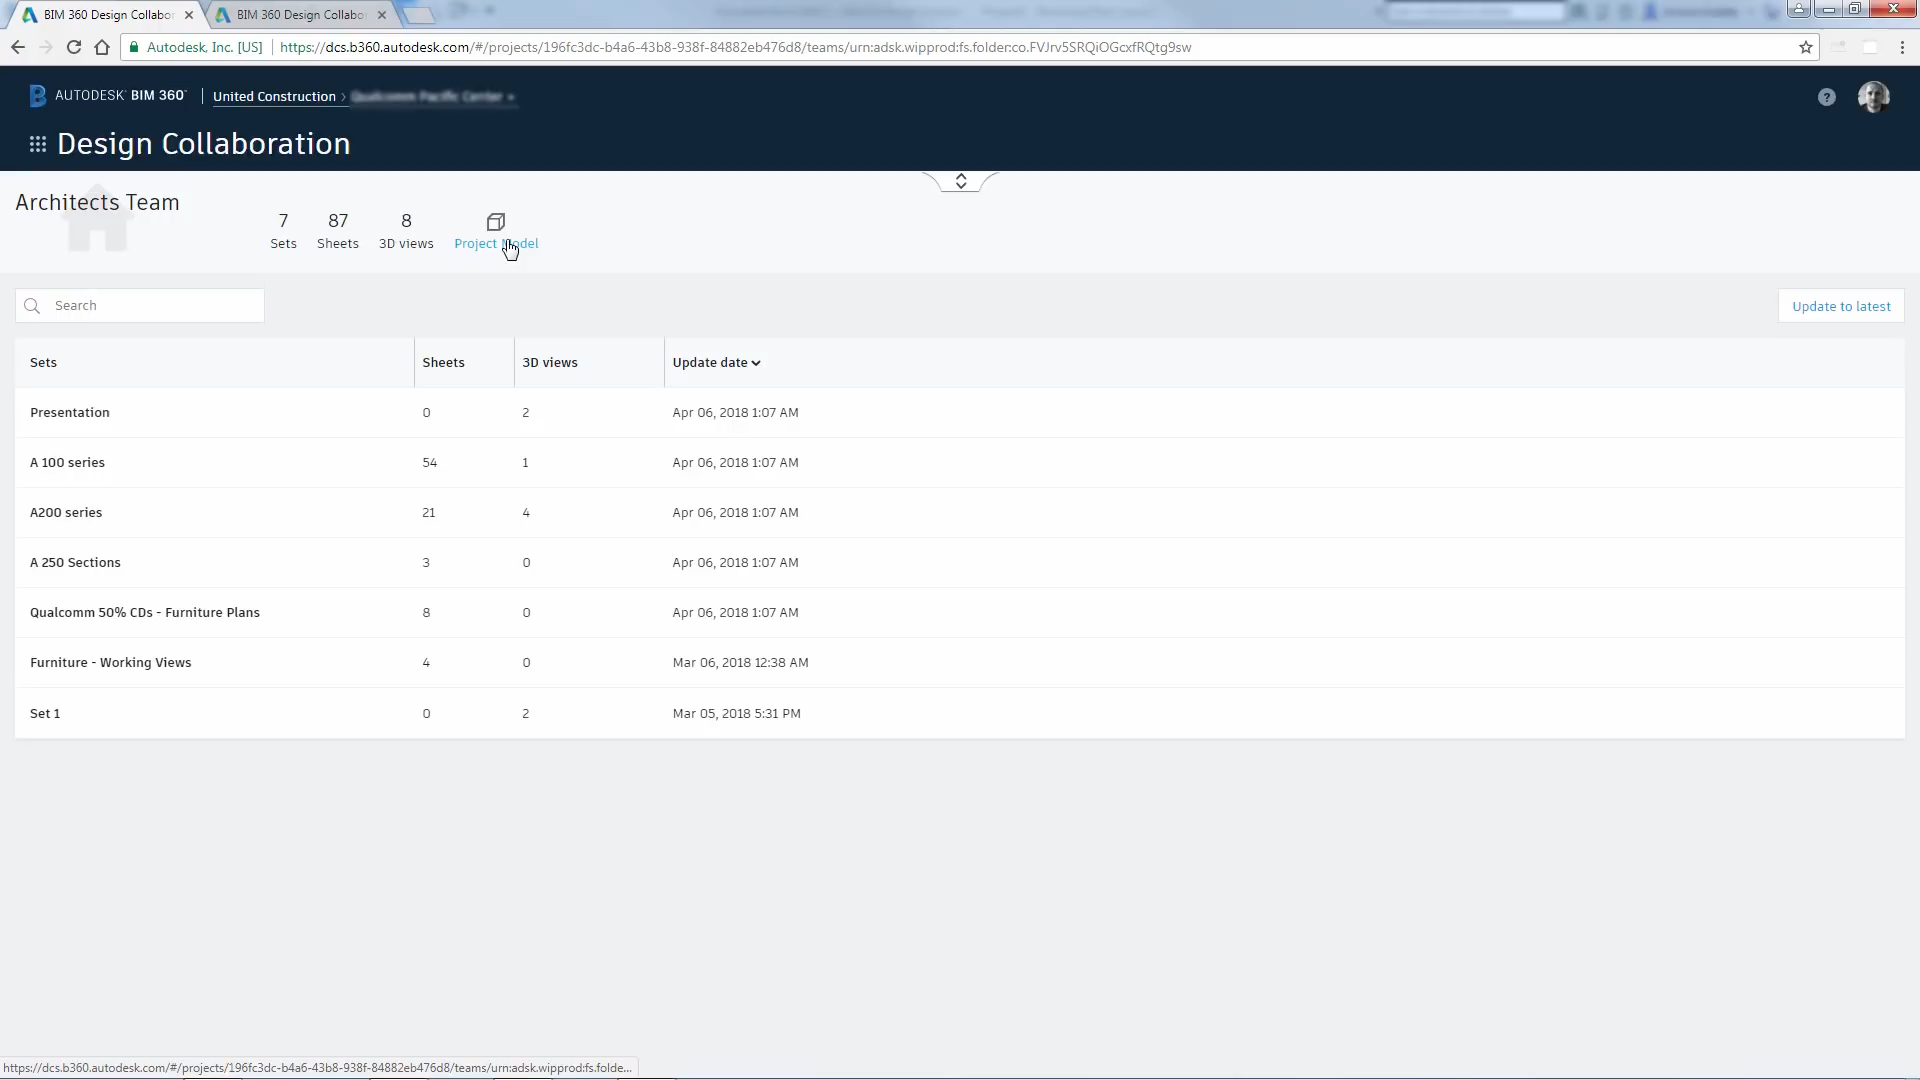 BIM 360 Design Collabo
BIM 360 Design Collabo
Autodesk, Inc. [US]
https://dcs.b360.autodesk.com/#/projects/196fc3dc-b4a6-43b8-938f-84882eb476d8/teams/urn:adsk.wipprod:fs.folder:co.FVJrv5SRQiOGcxfRQtg9sw
AUTODESK® BIM 360™
United Construction >
Design Collaboration
Architects Team
7 87 8
Sets Sheets 3D views Project Model
Search
Update to latest
Sets Sheets 3D views Update date
Presentation 0 2 Apr 06, 2018 1:07 AM
A 100 series 54 1 Apr 06, 2018 1:07 AM
A200 series 21 4 Apr 06, 2018 1:07 AM
A 250 Sections 3 0 Apr 06, 2018 1:07 AM
Qualcomm 50% CDs - Furniture Plans 8 0 Apr 06, 2018 1:07 AM
Furniture - Working Views 4 0 Mar 06, 2018 12:38 AM
Set 1 0 2 Mar 05, 2018 5:31 PM
https://dcs.b360.autodesk.com/#/projects/196fc3dc-b4a6-43b8-938f-84882eb476d8/teams/urn:adsk.wipprod:fs.folde...